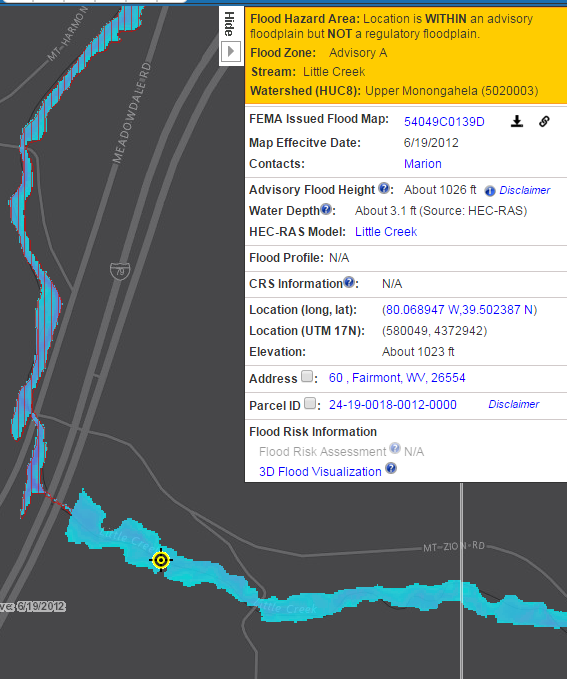 MT-HARMON
MEADOWDALE RD
79
Little Creek
MT-ZION-RD
Little Creek
ve: 6/19/2012
Hide
Flood Hazard Area: Location is WITHIN an advisory
floodplain but NOT a regulatory floodplain.
Flood Zone: Advisory A
Stream: Little Creek
Watershed (HUC8): Upper Monongahela (5020003)
FEMA Issued Flood Map: 54049C0139D
Map Effecitve Date: 6/19/2012
Contacts: Marion
Advisory Flood Height ?: About 1026 ft i Disclaimer
Water Depth ?: About 3.1 ft (Source: HEC-RAS)
HEC-RAS Model: Little Creek
Flood Profile: N/A
CRS Information ?: N/A
Location (long, lat): (80.068947 W,39.502387 N)
Location (UTM 17N): (580049, 4372942)
Elevation: About 1023 ft
Address : 60 , Fairmont, WV, 26554
Parcel ID : 24-19-0018-0012-0000 Disclaimer
Flood Risk Information
Flood Risk Assessment ? N/A
3D Flood Visualization ?